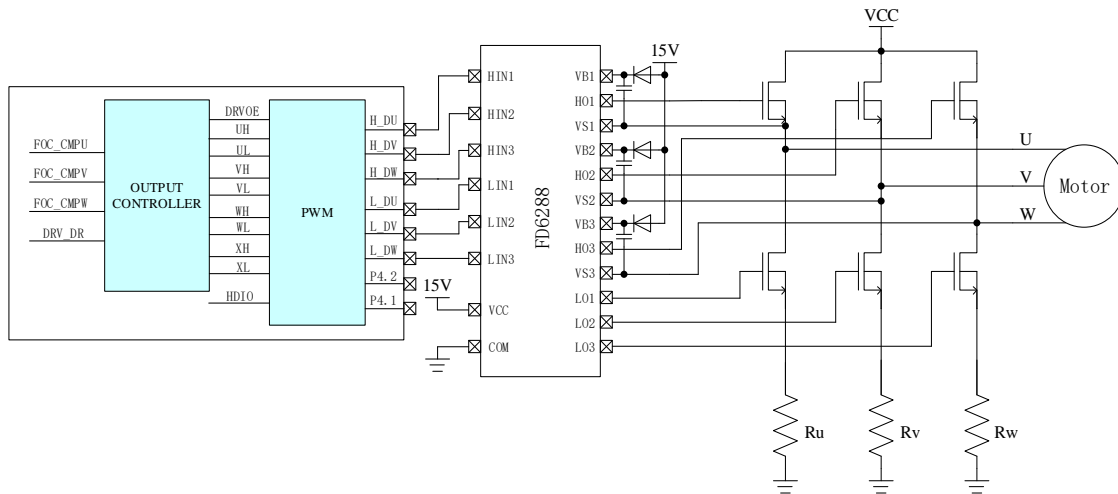 FOC_CMPU
FOC_CMPV
FOC_CMPW
DRV_DR
OUTPUT
CONTROLLER
DRVOE
UH
UL
VH
VL
WH
WL
XH
XL
HDIO
PWM
H_DU
H_DV
H_DW
L_DU
L_DV
L_DW
P4.2
P4.1
15V
HIN1
HIN2
HIN3
LIN1
LIN2
LIN3
VCC
COM
FD6288
VB1
HO1
VS1
VB2
HO2
VS2
VB3
HO3
VS3
LO1
LO2
LO3
15V
VCC
U
V
W
Motor
Ru
Rv
Rw